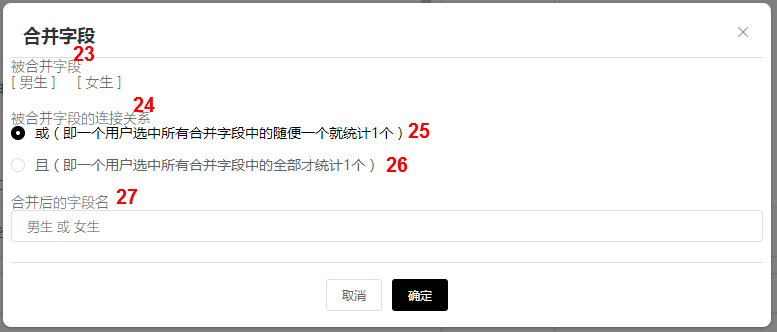 合并字段
23
被合并字段
[ 男生 ] [ 女生 ]
24
被合并字段的连接关系
或（即一个用户选中所有合并字段中的随便一个就统计1个） 25
且（即一个用户选中所有合并字段中的全部才统计1个） 26
合并后的字段名 27
男生 或 女生
取消 确定